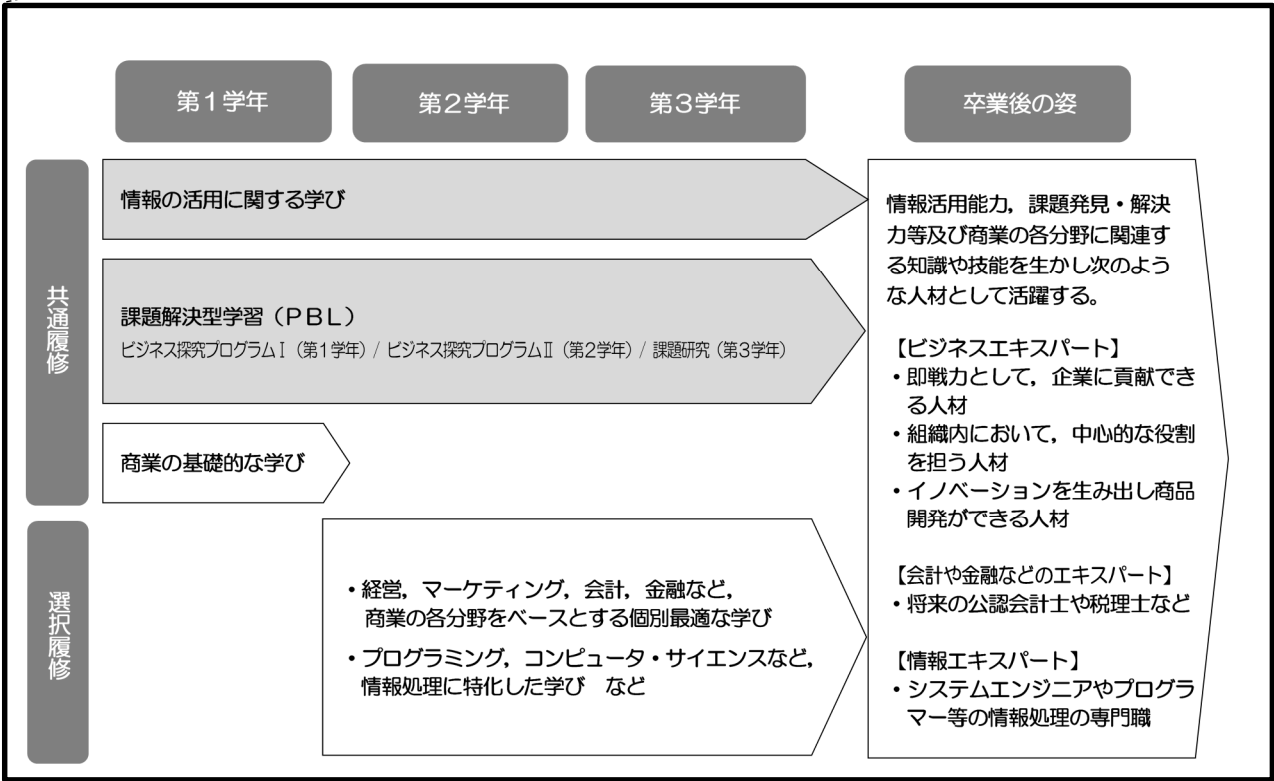 第１学年
第２学年
第３学年
卒業後の姿
共通履修
情報の活用に関する学び
課題解決型学習（ＰＢＬ）
ビジネス探究プログラムⅠ（第１学年）/ ビジネス探究プログラムⅡ（第２学年）/ 課題研究（第３学年）
商業の基礎的な学び
選択履修
・経営，マーケティング，会計，金融など，
商業の各分野をベースとする個別最適な学び
・プログラミング，コンピュータ・サイエンスなど，
情報処理に特化した学び　など
情報活用能力，課題発見・解決
力等及び商業の各分野に関連す
る知識や技能を生かし次のよう
な人材として活躍する。
【ビジネスエキスパート】
・即戦力として，企業に貢献でき
る人材
・組織内において，中心的な役割
を担う人材
・イノベーションを生み出し商品
開発ができる人材
【会計や金融などのエキスパート】
・将来の公認会計士や税理士など
【情報エキスパート】
・システムエンジニアやプログラ
マー等の情報処理の専門職